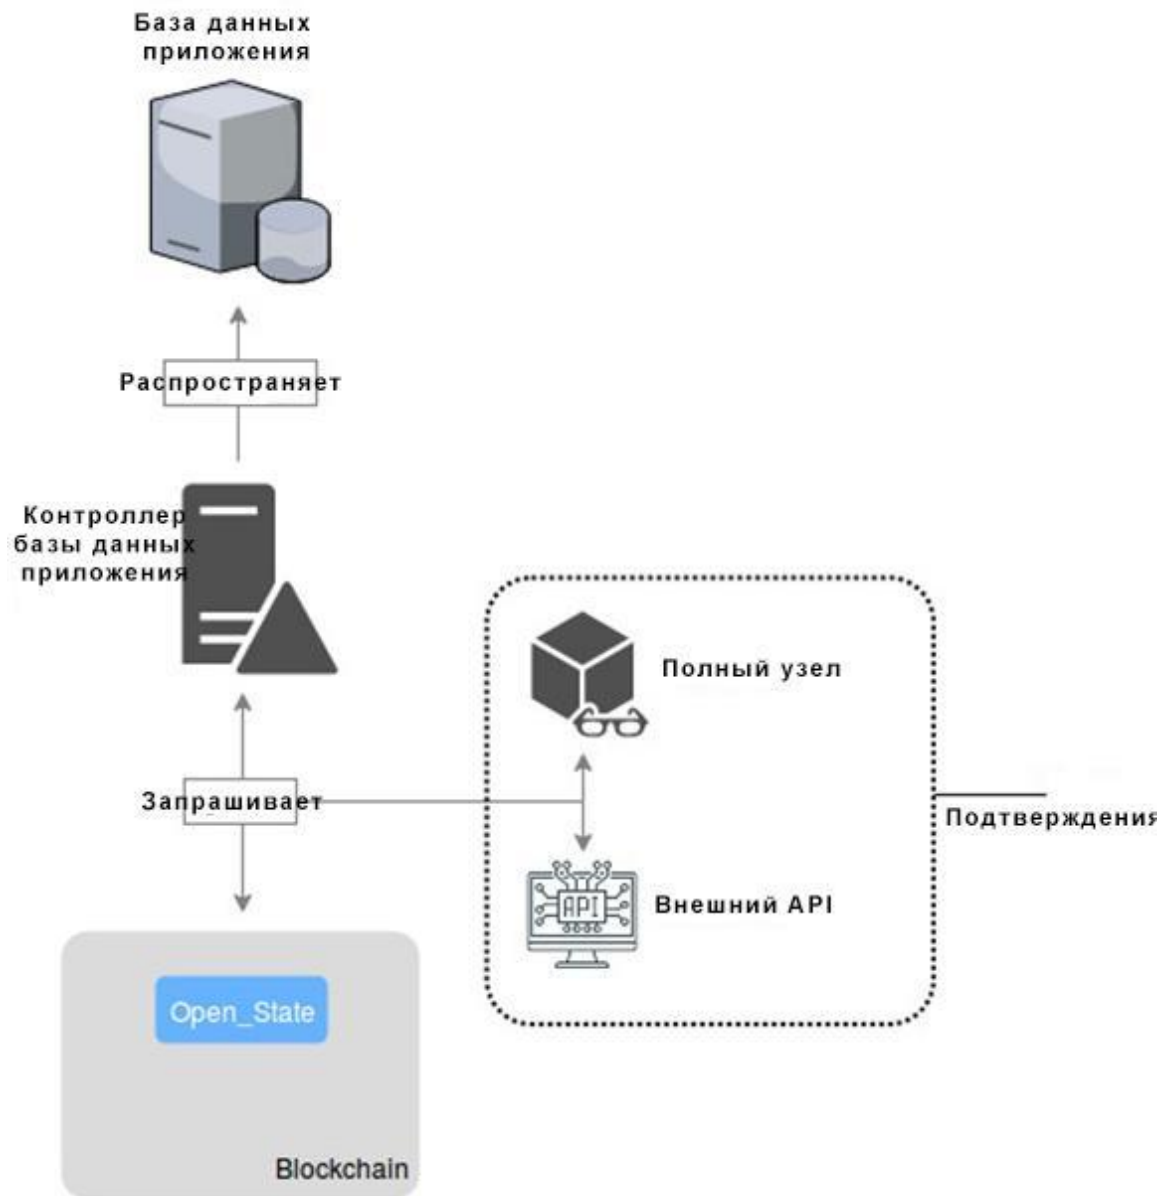 База данных
приложения
Распространяет
Контроллер
базы данных
приложения
Полный узел
Запрашивает
Подтверждения
API
Внешний API
Open_State
Blockchain